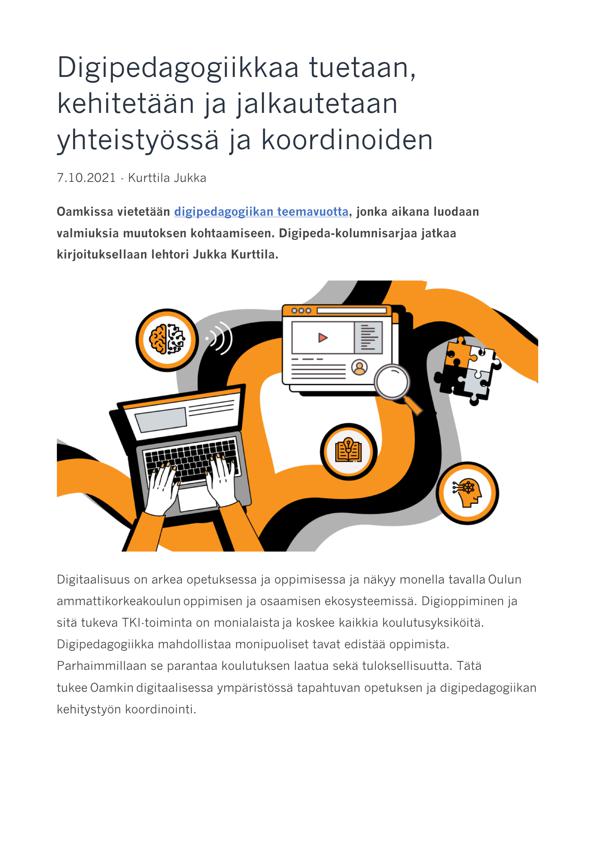 Digipedagogiikkaa tuetaan,
kehitetään ja jalkautetaan
yhteistyössä ja koordinoiden
7.10.2021 - Kurttila Jukka
Oamkissa vietetään digipedagogiikan teemavuotta, jonka aikana luodaan
valmiuksia muutoksen kohtaamiseen. Digipeda-kolumnisarjaa jatkaa
kirjoituksellaan lehtori Jukka Kurttila.
Digitaalisuus on arkea opetuksessa ja oppimisessa ja näkyy monella tavalla Oulun
ammattikorkeakoulun oppimisen ja osaamisen ekosysteemissä. Digioppiminen ja
sitä tukeva TKI-toiminta on monialaista ja koskee kaikkia koulutusyksiköitä.
Digipedagogiikka mahdollistaa monipuoliset tavat edistää oppimista.
Parhaimmillaan se parantaa koulutuksen laatua sekä tuloksellisuutta. Tätä
tukee Oamkin digitaalisessa ympäristössä tapahtuvan opetuksen ja digipedagogiikan
kehitystyön koordinointi.